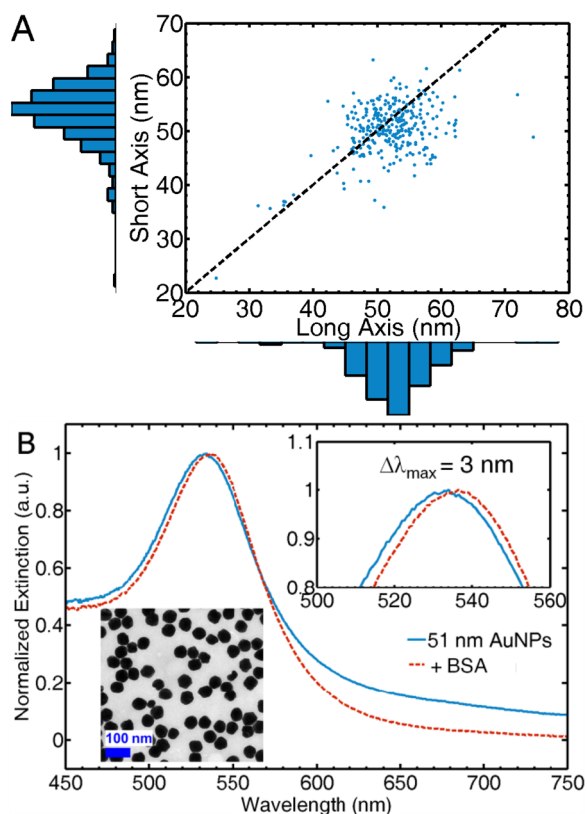 A
Short Axis (nm)
70
60
50
40
30
20
20 30 40 50 60 70 80
Long Axis (nm)
B
Normalized Extinction (a.u.)
1
0.8
0.6
0.4
0.2
0
1.1
1
0.9
0.8
Δλmax = 3 nm
500 520 540 560
51 nm AuNPs
+ BSA
100 nm
450 500 550 600 650 700 750
Wavelength (nm)